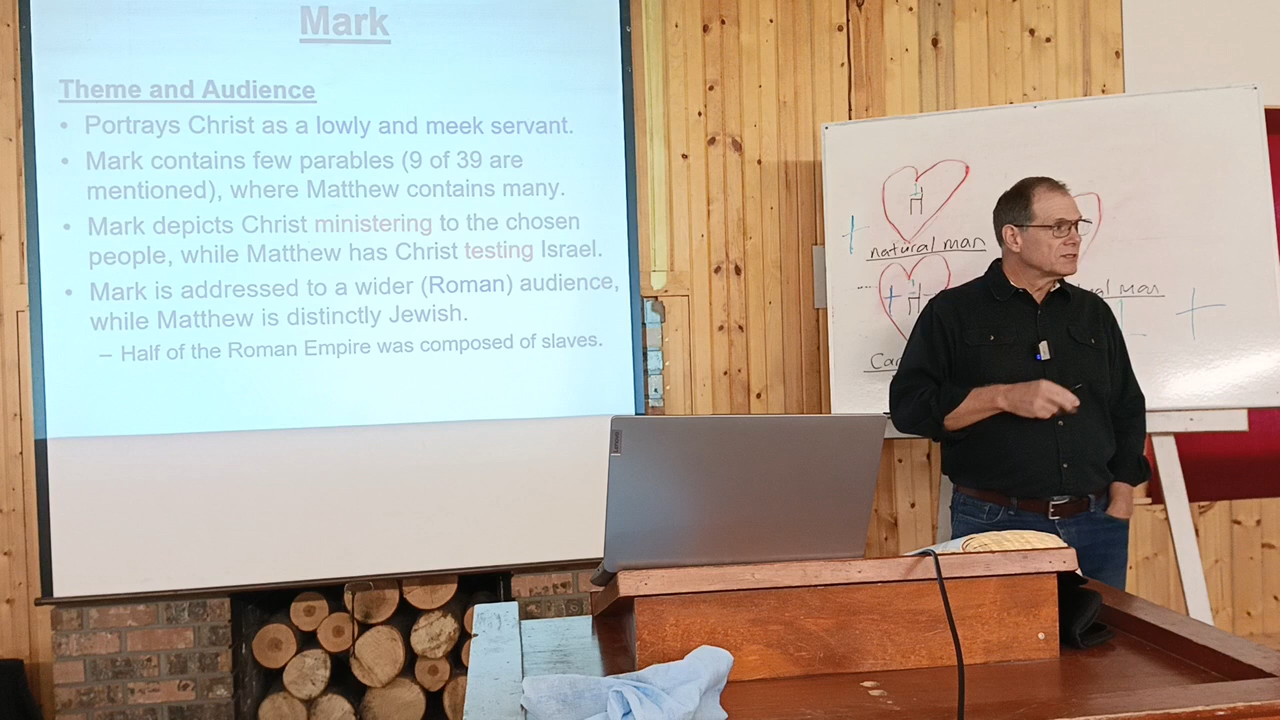 Mark
Theme and Audience
• Portrays Christ as a lowly and meek servant.
• Mark contains few parables (9 of 39 are
mentioned), where Matthew contains many.
• Mark depicts Christ ministering to the chosen
people, while Matthew has Christ testing Israel.
• Mark is addressed to a wider (Roman) audience,
while Matthew is distinctly Jewish.
– Half of the Roman Empire was composed of slaves.
natural man
man
Lenovo